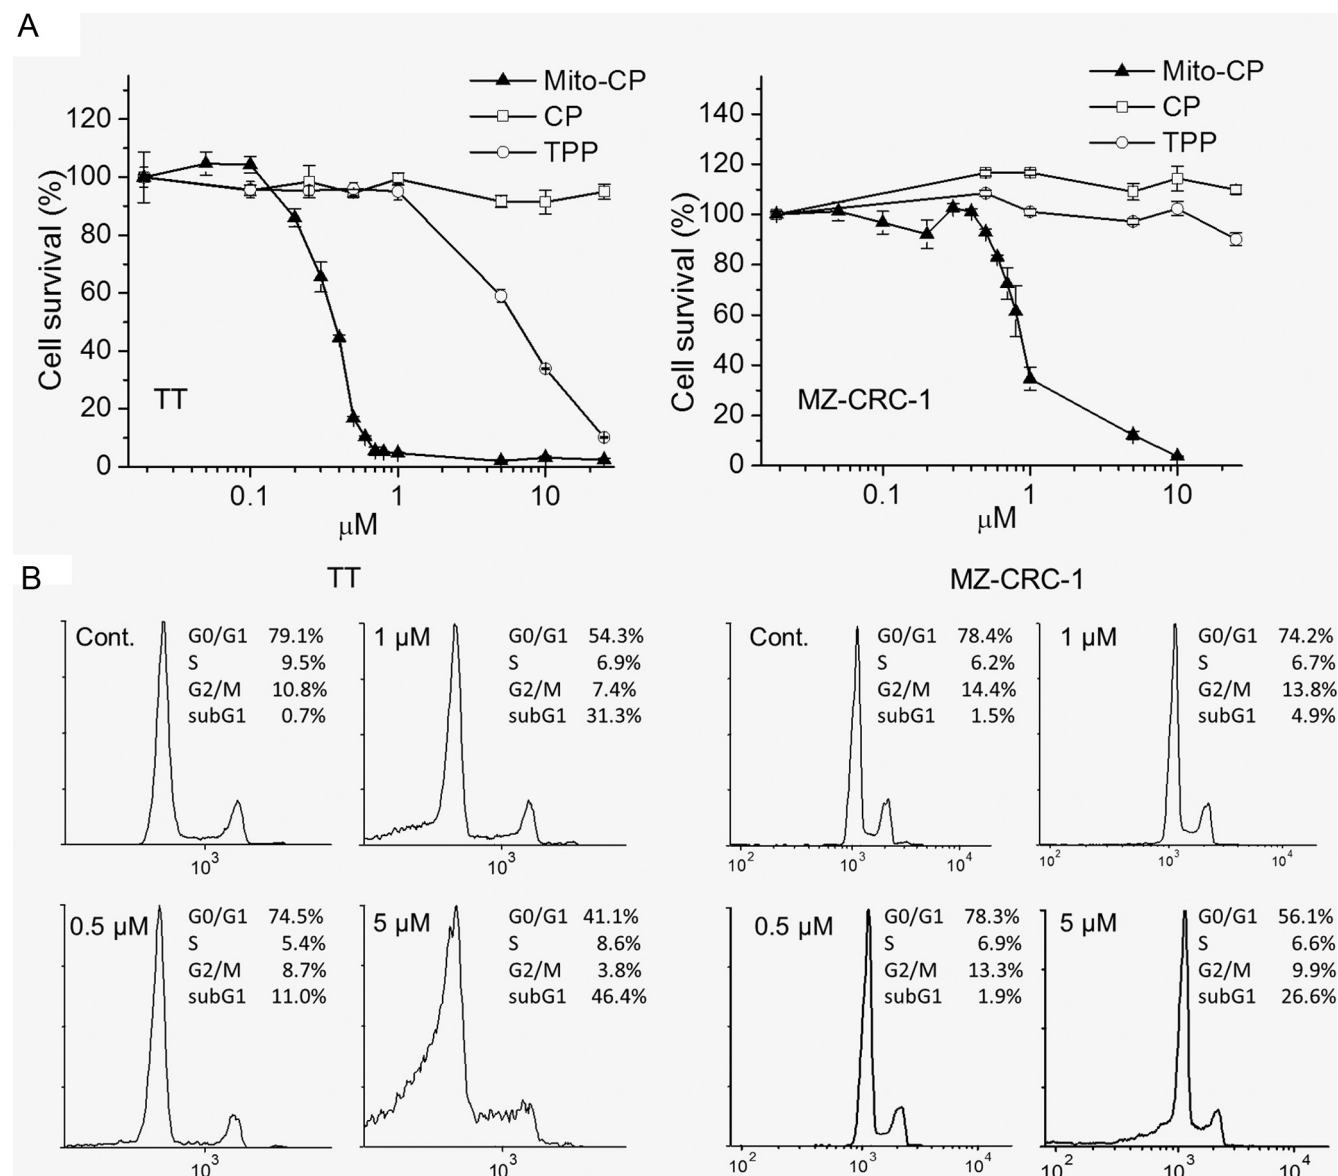 A
Mito-CP
CP
TPP
120
100
80
60
40
20
0
Cell survival (%)
TT
0.1 1 10
μM
Mito-CP
CP
TPP
140
120
100
80
60
40
20
0
Cell survival (%)
MZ-CRC-1
0.1 1 10
μM
B
TT
MZ-CRC-1
Cont.
G0/G1 79.1%
S 9.5%
G2/M 10.8%
subG1 0.7%
10³
1 μM
G0/G1 54.3%
S 6.9%
G2/M 7.4%
subG1 31.3%
10³
Cont.
G0/G1 78.4%
S 6.2%
G2/M 14.4%
subG1 1.5%
10² 10³ 10⁴
1 μM
G0/G1 74.2%
S 6.7%
G2/M 13.8%
subG1 4.9%
10² 10³ 10⁴
0.5 μM
G0/G1 74.5%
S 5.4%
G2/M 8.7%
subG1 11.0%
10³
5 μM
G0/G1 41.1%
S 8.6%
G2/M 3.8%
subG1 46.4%
10³
0.5 μM
G0/G1 78.3%
S 6.9%
G2/M 13.3%
subG1 1.9%
10² 10³ 10⁴
5 μM
G0/G1 56.1%
S 6.6%
G2/M 9.9%
subG1 26.6%
10² 10³ 10⁴